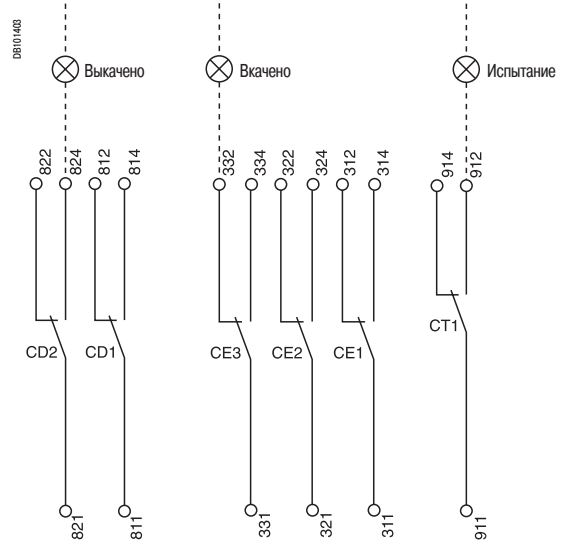 DB101403
Выкачено
Вкачено
Испытание
822 824 812 814
332 334 322 324 312 314
914 912
CD2 CD1
CE3 CE2 CE1
CT1
821 811
331 321 311
911